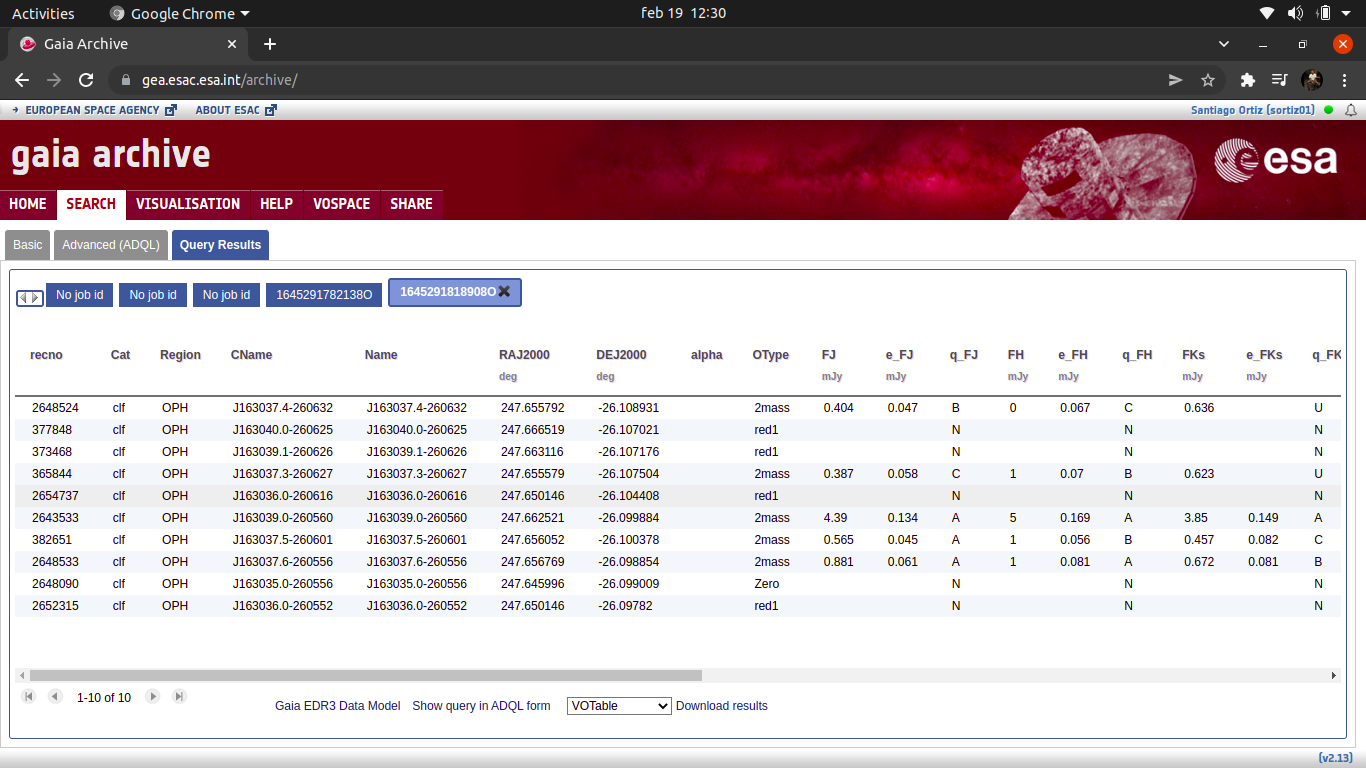 Activities Google Chrome feb 19 12:30
Gaia Archive
gea.esac.esa.int/archive/
EUROPEAN SPACE AGENCY ABOUT ESAC Santiago Ortiz (sortiz01)
gaia archive
esa
HOME SEARCH VISUALISATION HELP VOSPACE SHARE
Basic Advanced (ADQL) Query Results
No job id No job id No job id 1645291782138O 1645291818908O
recno Cat Region CName Name RAJ2000 DEJ2000 alpha OType FJ e_FJ q_FJ FH e_FH q_FH FKs e_FKs q_FK
deg deg mJy mJy mJy mJy mJy mJy
2648524 clf OPH J163037.4-260632 J163037.4-260632 247.655792 -26.108931 2mass 0.404 0.047 B 0 0.067 C 0.636 U
377848 clf OPH J163040.0-260625 J163040.0-260625 247.666519 -26.107021 red1 N N N
373468 clf OPH J163039.1-260626 J163039.1-260626 247.663116 -26.107176 red1 N N N
365844 clf OPH J163037.3-260627 J163037.3-260627 247.655579 -26.107504 2mass 0.387 0.058 C 1 0.07 B 0.623 U
2654737 clf OPH J163036.0-260616 J163036.0-260616 247.650146 -26.104408 red1 N N N
2643533 clf OPH J163039.0-260560 J163039.0-260560 247.662521 -26.099884 2mass 4.39 0.134 A 5 0.169 A 3.85 0.149 A
382651 clf OPH J163037.5-260601 J163037.5-260601 247.656052 -26.100378 2mass 0.565 0.045 A 1 0.056 B 0.457 0.082 C
2648533 clf OPH J163037.6-260556 J163037.6-260556 247.656769 -26.098854 2mass 0.881 0.061 A 1 0.081 A 0.672 0.081 B
2648090 clf OPH J163035.0-260556 J163035.0-260556 247.645996 -26.099009 Zero N N N
2652315 clf OPH J163036.0-260552 J163036.0-260552 247.650146 -26.09782 red1 N N N
1-10 of 10
Gaia EDR3 Data Model Show query in ADQL form VOTable Download results
(v2.13)